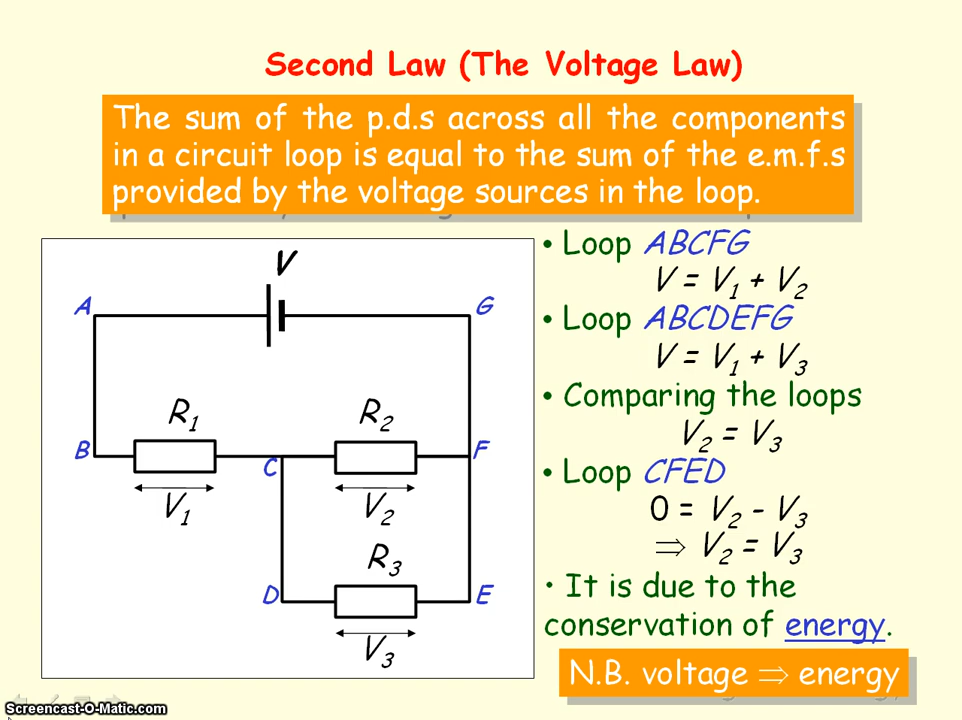 Second Law (The Voltage Law)
The sum of the p.d.s across all the components
in a circuit loop is equal to the sum of the e.m.f.s
provided by the voltage sources in the loop.
V
A
G
R1
R2
B
C
F
V1
V2
R3
D
E
V3
• Loop ABCFG
V = V1 + V2
• Loop ABCDEFG
V = V1 + V3
• Comparing the loops
V2 = V3
• Loop CFED
0 = V2 - V3
⇒ V2 = V3
• It is due to the
conservation of energy.
N.B. voltage ⇒ energy
Screencast-O-Matic.com